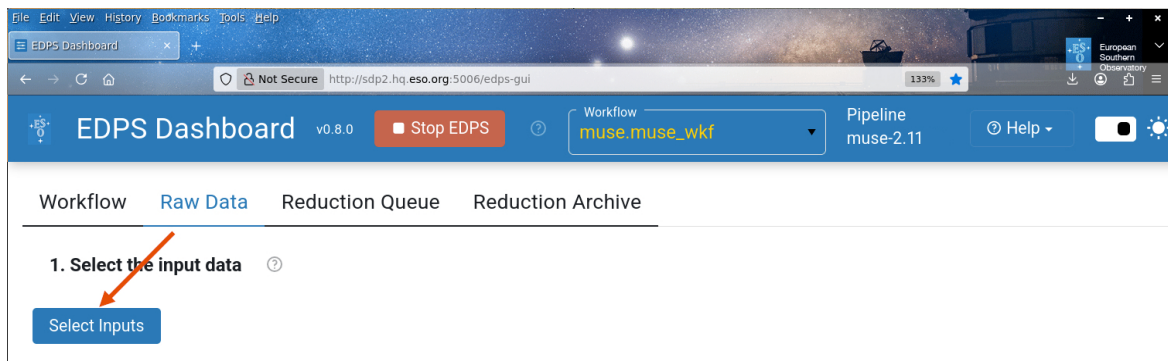 File Edit View History Bookmarks Tools Help
EDPS Dashboard
Not Secure http://sdp2.hq.eso.org:5006/edps-gui
133%
ES
O
European
Southern
Observatory
ES
O
EDPS Dashboard v0.8.0
Stop EDPS
Workflow
muse.muse_wkf
Pipeline
muse-2.11
Help
Workflow Raw Data Reduction Queue Reduction Archive
1. Select the input data
Select Inputs